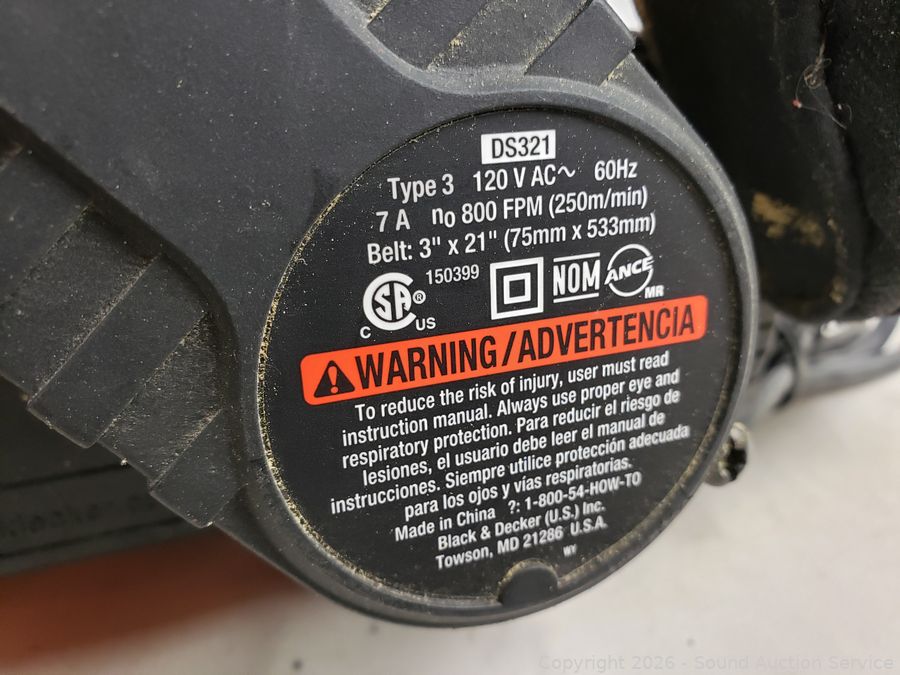 DS321
Type 3 120 V AC~ 60Hz
7 A no 800 FPM (250m/min)
Belt: 3" x 21" (75mm x 533mm)
150399
C SA ® US NOM ANCE MR
WARNING/ADVERTENCIA
To reduce the risk of injury, user must read
instruction manual. Always use proper eye and
respiratory protection. Para reducir el riesgo de
lesiones, el usuario debe leer el manual de
instrucciones. Siempre utilice protección adecuada
para los ojos y vías respiratorias.
Made in China ?: 1-800-54-HOW-TO
Black & Decker (U.S.) Inc.
Towson, MD 21286 U.S.A.
WY
Copyright 2026 - Sound Auction Service